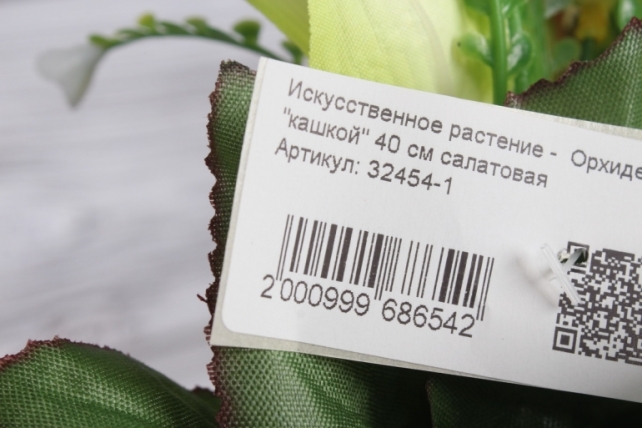 Искусственное растение - Орхиде
"кашкой" 40 см салатовая
Артикул: 32454-1
2 000999 686542